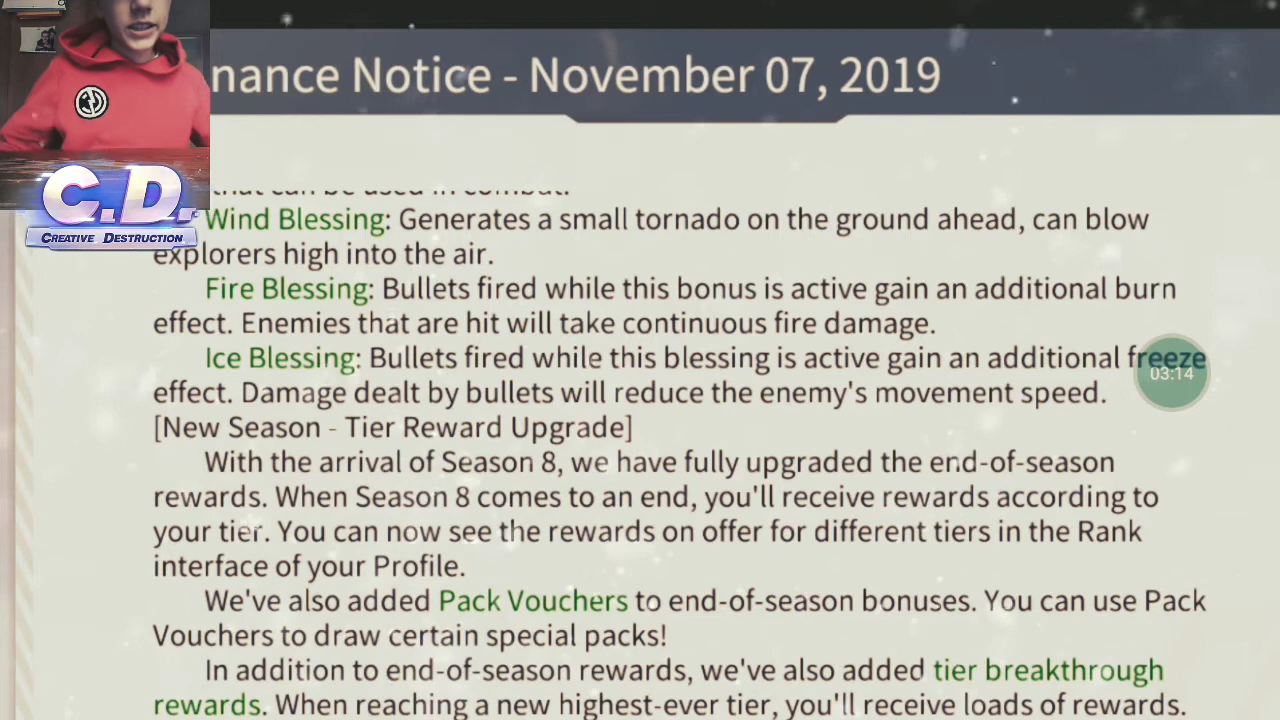 nance Notice - November 07, 2019
that can be used in combat.
C.D.
CREATIVE DESTRUCTION
Wind Blessing: Generates a small tornado on the ground ahead, can blow
explorers high into the air.
Fire Blessing: Bullets fired while this bonus is active gain an additional burn
effect. Enemies that are hit will take continuous fire damage.
Ice Blessing: Bullets fired while this blessing is active gain an additional freeze
effect. Damage dealt by bullets will reduce the enemy's movement speed.
03:14
[New Season - Tier Reward Upgrade]
With the arrival of Season 8, we have fully upgraded the end-of-season
rewards. When Season 8 comes to an end, you'll receive rewards according to
your tier. You can now see the rewards on offer for different tiers in the Rank
interface of your Profile.
We've also added Pack Vouchers to end-of-season bonuses. You can use Pack
Vouchers to draw certain special packs!
In addition to end-of-season rewards, we've also added tier breakthrough
rewards. When reaching a new highest-ever tier, you'll receive loads of rewards.